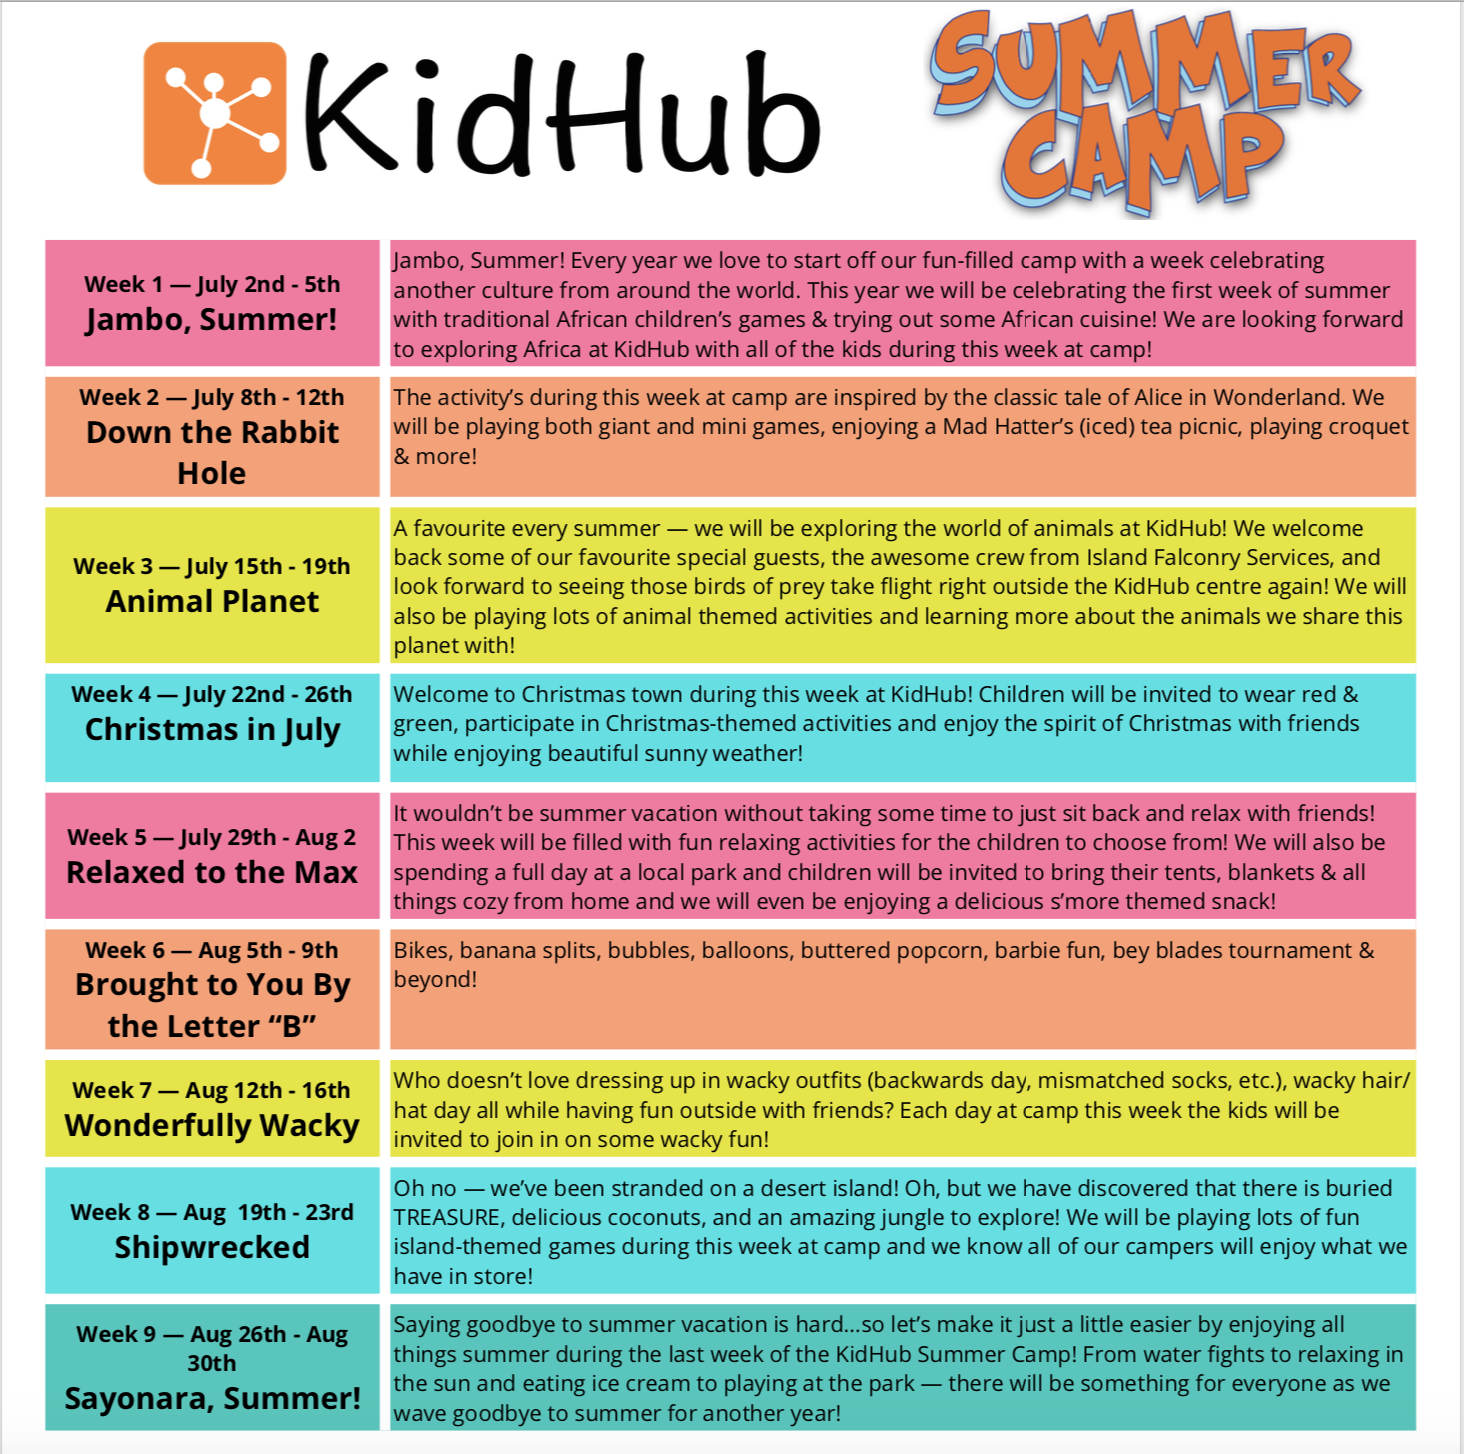 KidHub
SUMMER
CAMP
Week 1 — July 2nd - 5th
Jambo, Summer!
Jambo, Summer! Every year we love to start off our fun-filled camp with a week celebrating
another culture from around the world. This year we will be celebrating the first week of summer
with traditional African children's games & trying out some African cuisine! We are looking forward
to exploring Africa at KidHub with all of the kids during this week at camp!
Week 2 — July 8th - 12th
Down the Rabbit
Hole
The activity's during this week at camp are inspired by the classic tale of Alice in Wonderland. We
will be playing both giant and mini games, enjoying a Mad Hatter's (iced) tea picnic, playing croquet
& more!
Week 3 — July 15th - 19th
Animal Planet
A favourite every summer — we will be exploring the world of animals at KidHub! We welcome
back some of our favourite special guests, the awesome crew from Island Falconry Services, and
look forward to seeing those birds of prey take flight right outside the KidHub centre again! We will
also be playing lots of animal themed activities and learning more about the animals we share this
planet with!
Week 4 — July 22nd - 26th
Christmas in July
Welcome to Christmas town during this week at KidHub! Children will be invited to wear red &
green, participate in Christmas-themed activities and enjoy the spirit of Christmas with friends
while enjoying beautiful sunny weather!
Week 5 — July 29th - Aug 2
Relaxed to the Max
It wouldn't be summer vacation without taking some time to just sit back and relax with friends!
This week will be filled with fun relaxing activities for the children to choose from! We will also be
spending a full day at a local park and children will be invited to bring their tents, blankets & all
things cozy from home and we will even be enjoying a delicious s'more themed snack!
Week 6 — Aug 5th - 9th
Brought to You By
the Letter “B”
Bikes, banana splits, bubbles, balloons, buttered popcorn, barbie fun, bey blades tournament &
beyond!
Week 7 — Aug 12th - 16th
Wonderfully Wacky
Who doesn't love dressing up in wacky outfits (backwards day, mismatched socks, etc.), wacky hair/
hat day all while having fun outside with friends? Each day at camp this week the kids will be
invited to join in on some wacky fun!
Week 8 — Aug 19th - 23rd
Shipwrecked
Oh no — we've been stranded on a desert island! Oh, but we have discovered that there is buried
TREASURE, delicious coconuts, and an amazing jungle to explore! We will be playing lots of fun
island-themed games during this week at camp and we know all of our campers will enjoy what we
have in store!
Week 9 — Aug 26th - Aug
30th
Sayonara, Summer!
Saying goodbye to summer vacation is hard...so let's make it just a little easier by enjoying all
things summer during the last week of the KidHub Summer Camp! From water fights to relaxing in
the sun and eating ice cream to playing at the park — there will be something for everyone as we
wave goodbye to summer for another year!